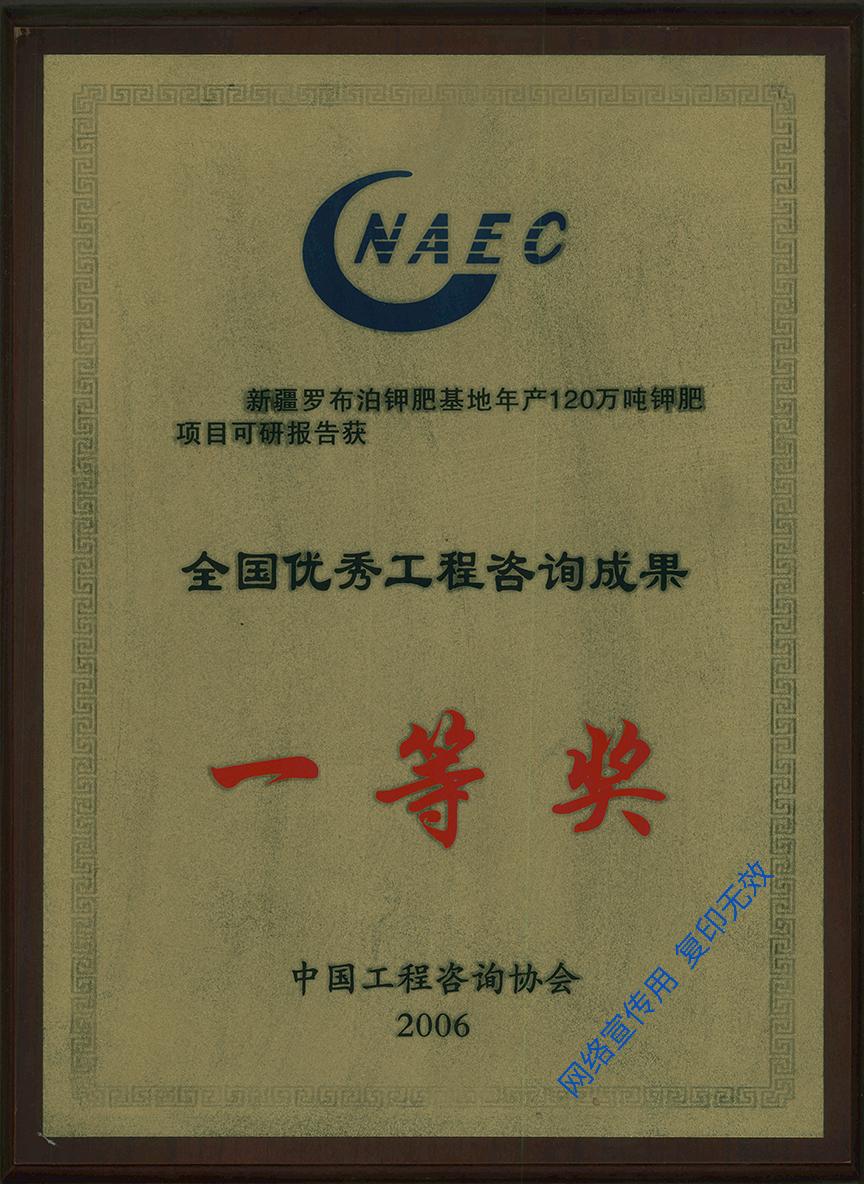 CNAEC
新疆罗布泊钾肥基地年产120万吨钾肥
项目可研报告获
全国优秀工程咨询成果
一等奖
中国工程咨询协会
2006
网络宣传用 复印无效